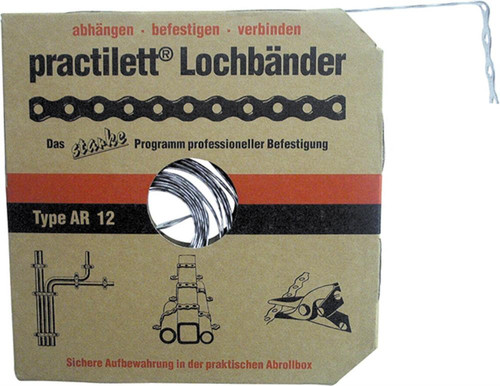 abhängen · befestigen · verbinden
practilett® Lochbänder
Das starke Programm professioneller Befestigung
Type AR 12
Sichere Aufbewahrung in der praktischen Abrollbox